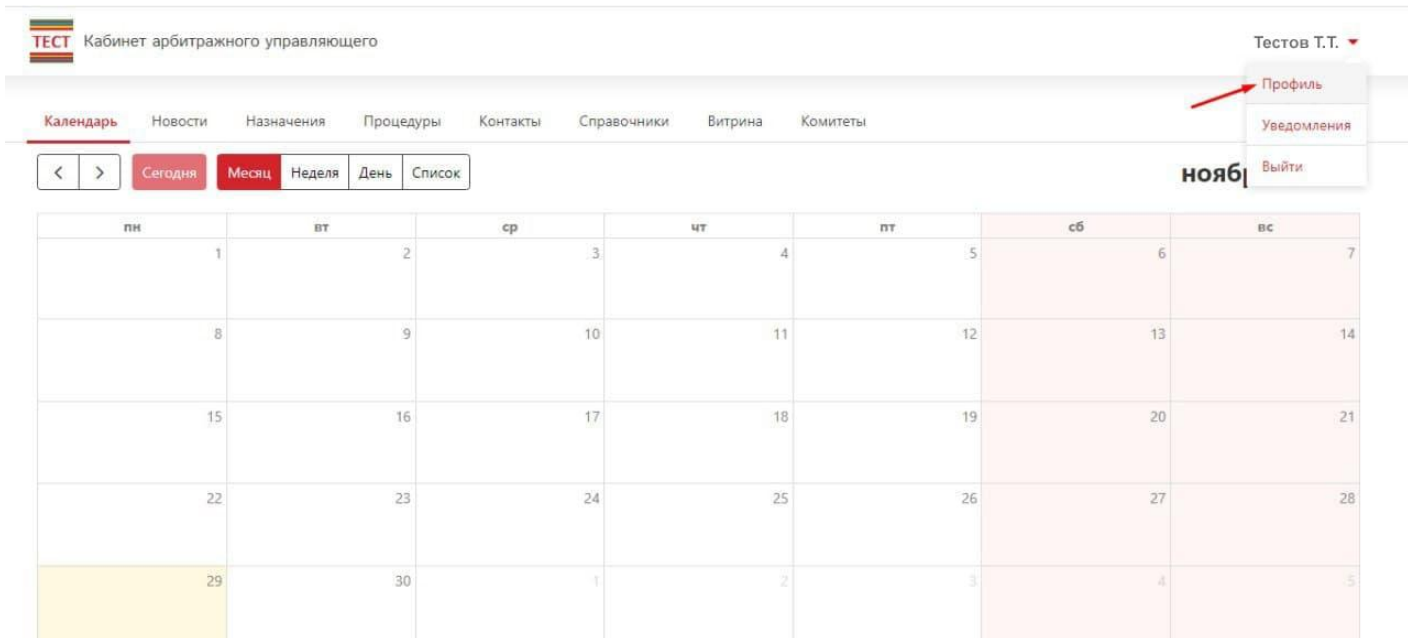 ТЕСТ Кабинет арбитражного управляющего Тестов Т.Т.
Профиль
Уведомления
Выйти
Календарь Новости Назначения Процедуры Контакты Справочники Витрина Комитеты
< > Сегодня Месяц Неделя День Список
пн вт ср чт пт сб вс
1 2 3 4 5 6 7
8 9 10 11 12 13 14
15 16 17 18 19 20 21
22 23 24 25 26 27 28
29 30 1 2 3 4 5